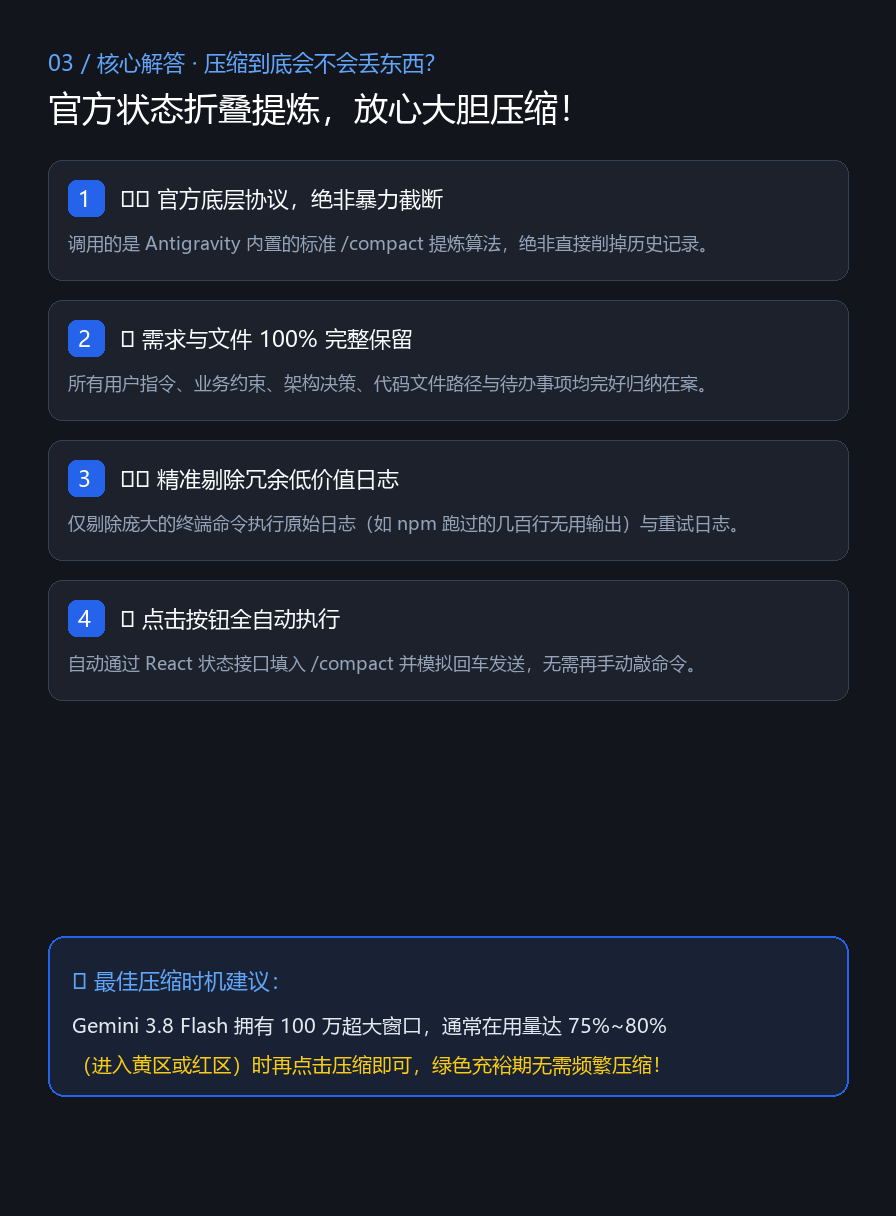 03 / 核心解答 · 压缩到底会不会丢东西?
官方状态折叠提炼，放心大胆压缩！
1 官方底层协议，绝非暴力截断
调用的是 Antigravity 内置的标准 /compact 提炼算法，绝非直接削掉历史记录。
2 需求与文件 100% 完整保留
所有用户指令、业务约束、架构决策、代码文件路径与待办事项均完好归纳在案。
3 精准剔除冗余低价值日志
仅剔除庞大的终端命令执行原始日志（如 npm 跑过的几百行无用输出）与重试日志。
4 点击按钮全自动执行
自动通过 React 状态接口填入 /compact 并模拟回车发送，无需再手动敲命令。
最佳压缩时机建议：
Gemini 3.8 Flash 拥有 100 万超大窗口，通常在用量达 75%~80%
（进入黄区或红区）时再点击压缩即可，绿色充裕期无需频繁压缩！